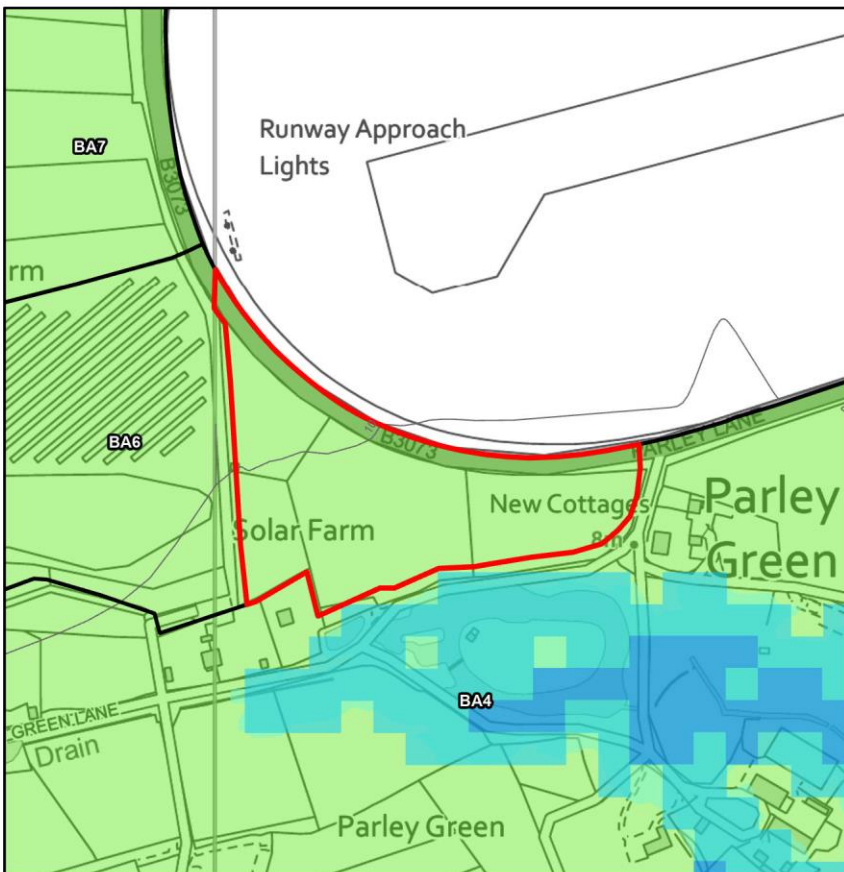 Runway Approach
Lights
BA7
B3073
rm
BA6
B3073
PARLEY LANE
New Cottages
Parley
Green
Solar Farm
8m
BA4
GREEN LANE
Drain
Parley Green